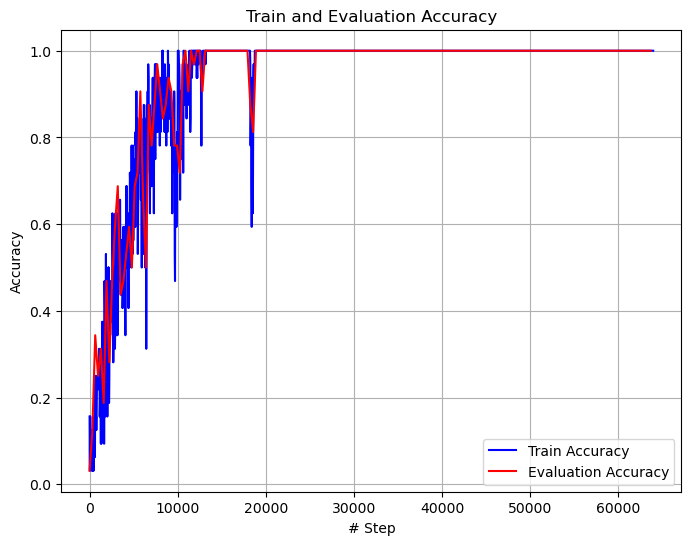 Train and Evaluation Accuracy
1.0
0.8
0.6
0.4
0.2
0.0
Accuracy
0 10000 20000 30000 40000 50000 60000
# Step
Train Accuracy
Evaluation Accuracy